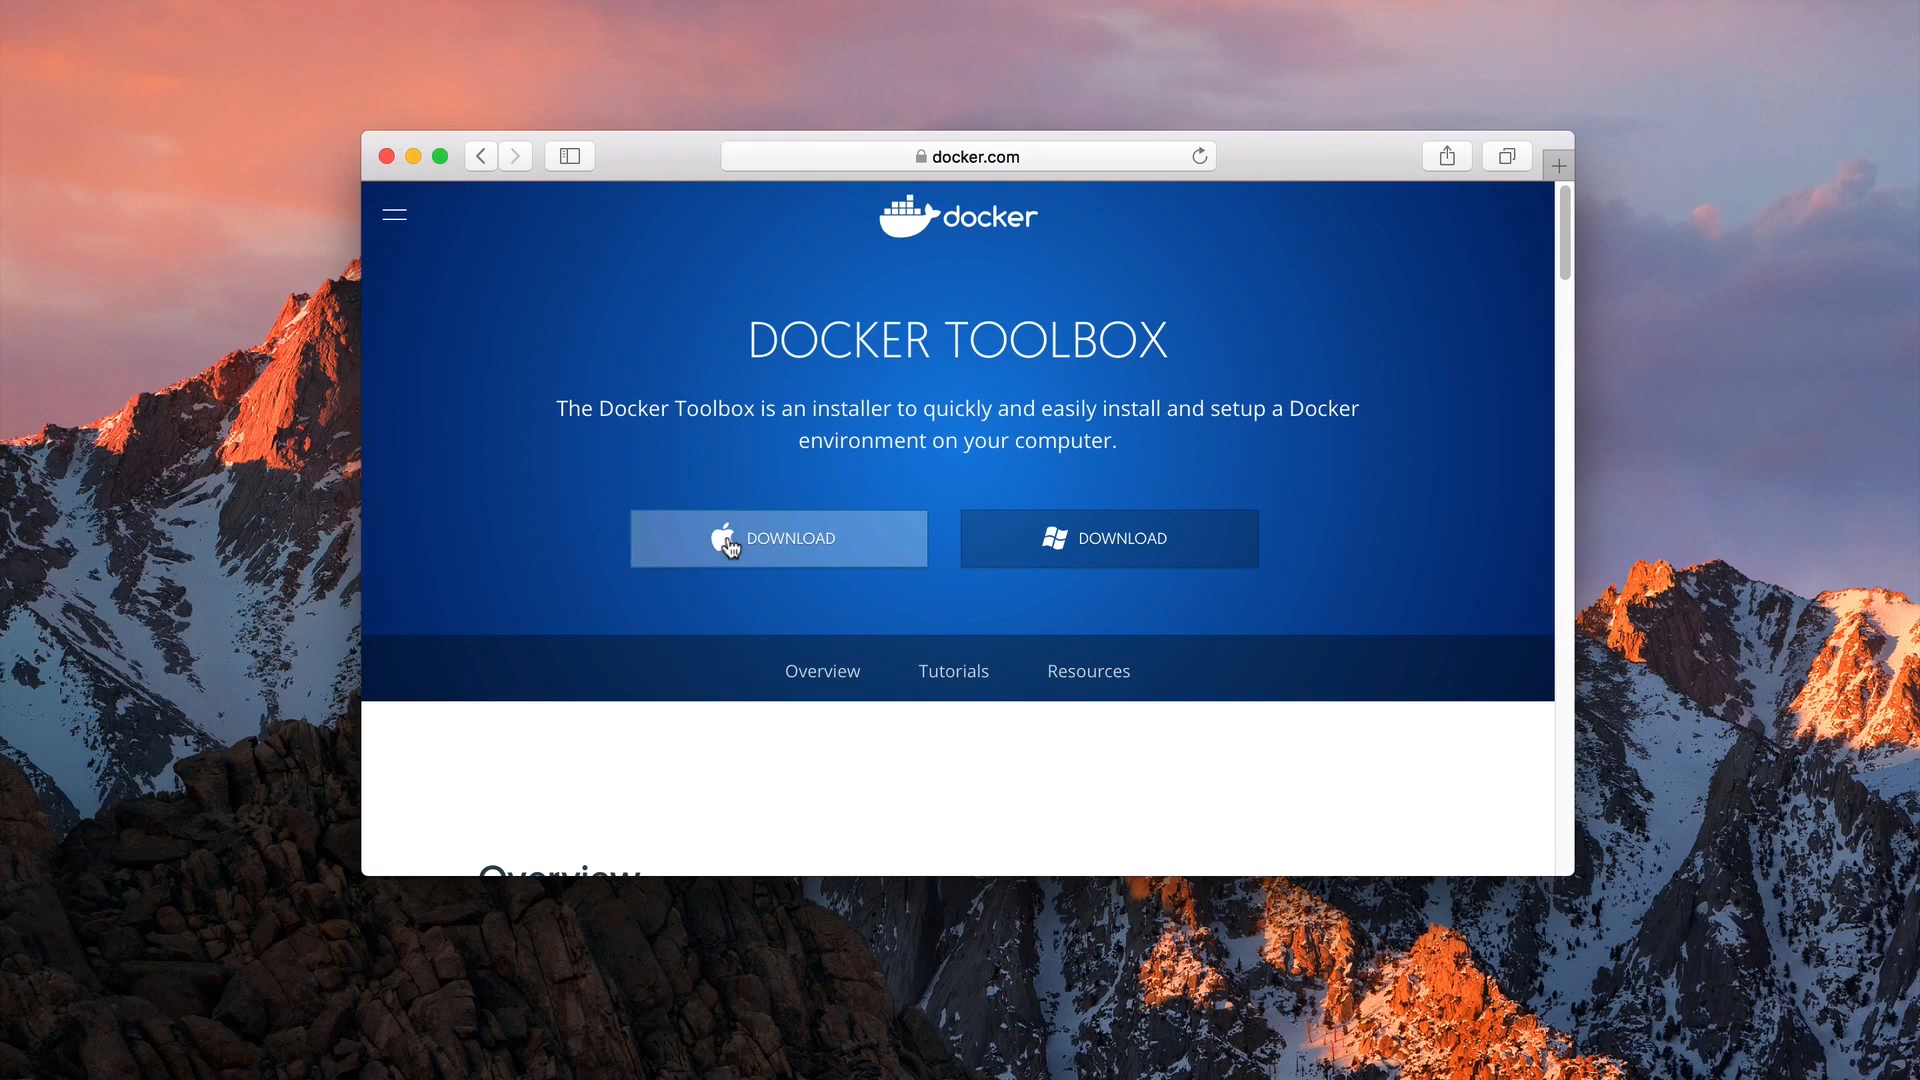 docker.com
docker
DOCKER TOOLBOX
The Docker Toolbox is an installer to quickly and easily install and setup a Docker
environment on your computer.
DOWNLOAD
DOWNLOAD
Overview
Tutorials
Resources
Overview